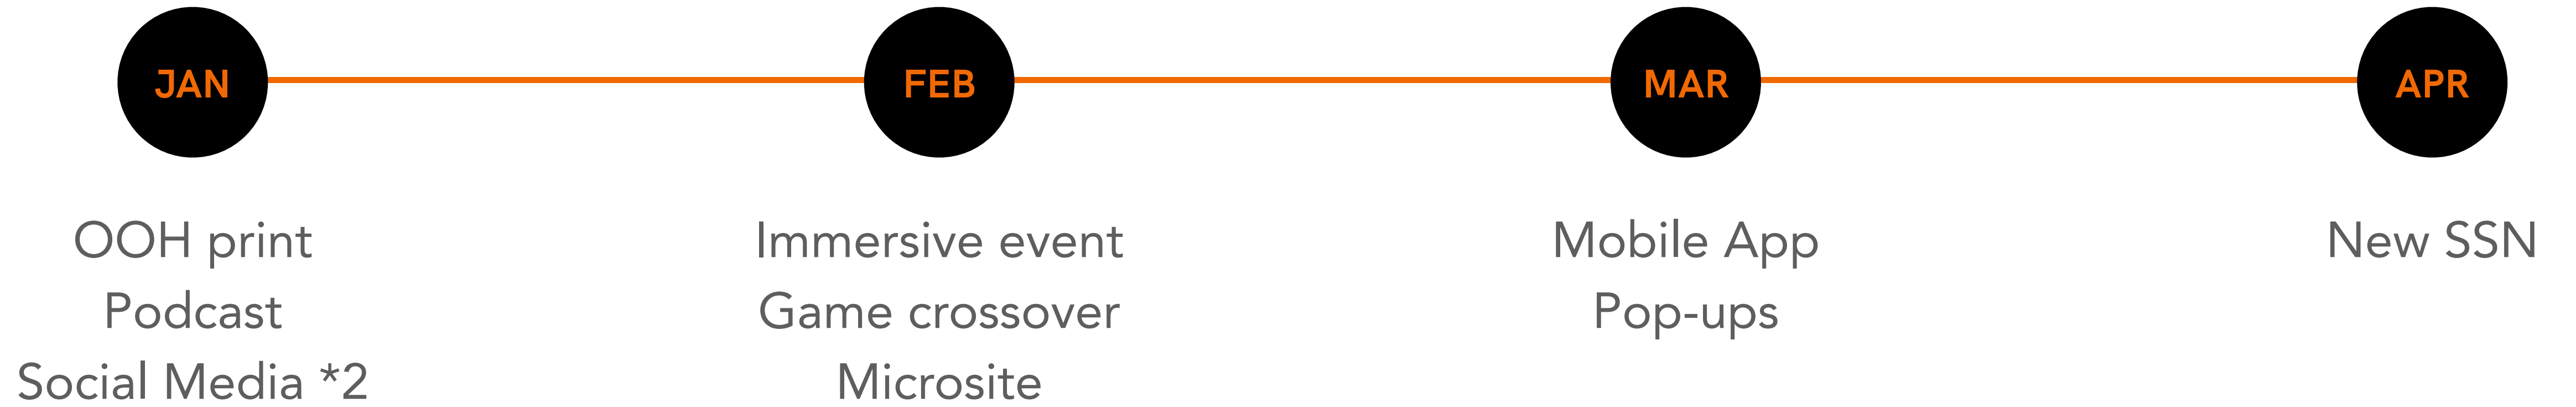 JAN
FEB
MAR
APR
OOH print
Podcast
Social Media *2
Immersive event
Game crossover
Microsite
Mobile App
Pop-ups
New SSN